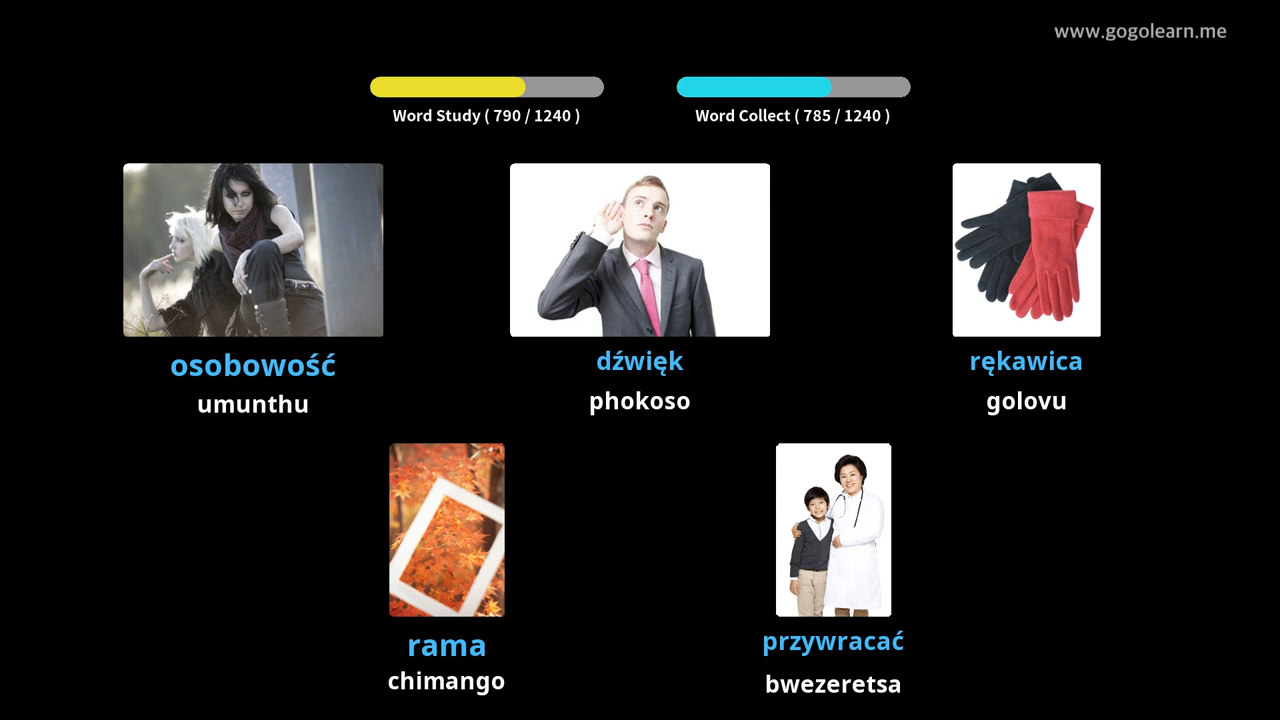 www.gogolearn.me
Word Study ( 790 / 1240 )
Word Collect ( 785 / 1240 )
osobowość
umunthu
dźwięk
phokoso
rękawica
golovu
rama
chimango
przywracać
bwezeretsa